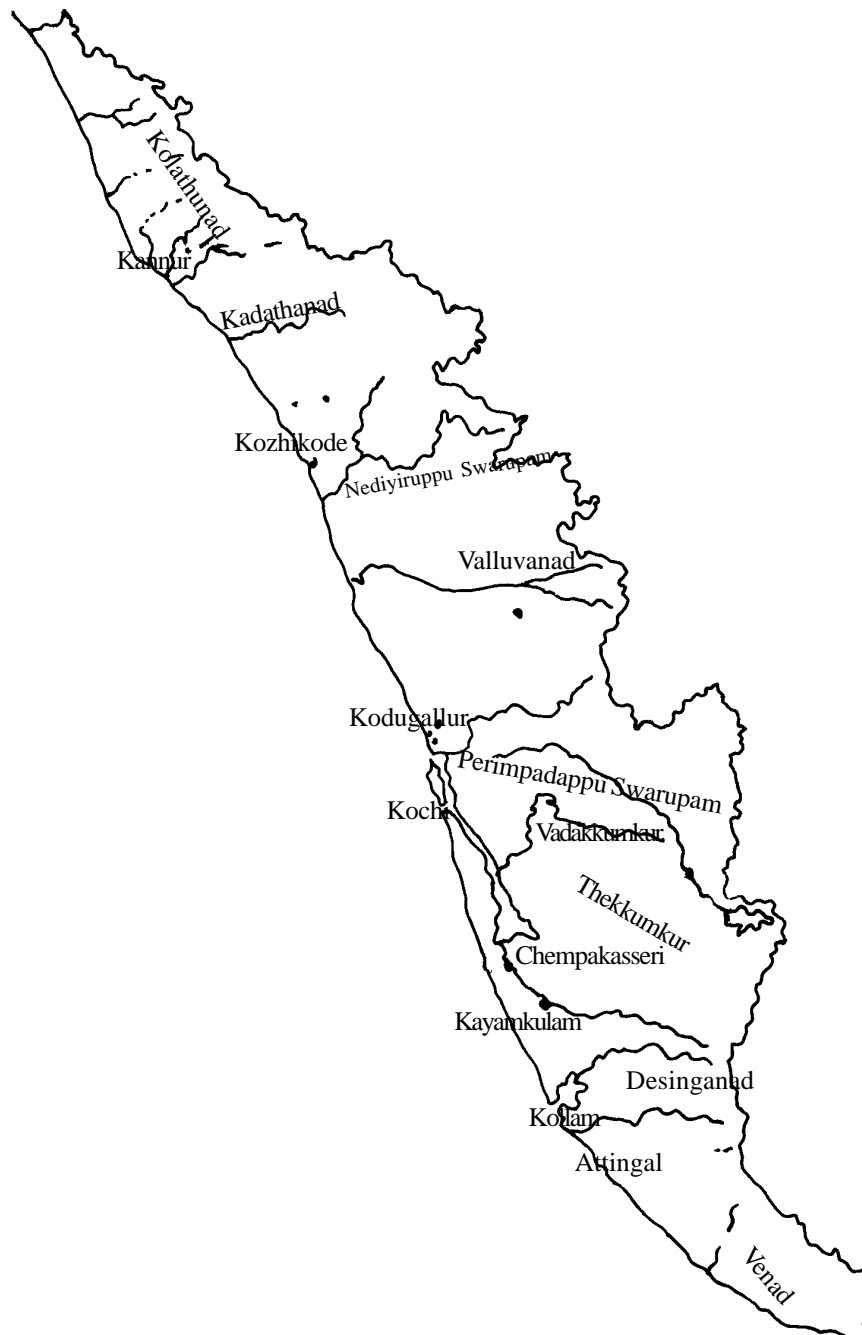 Kolathunad
Kannur
Kadathanad
Kozhikode
Nediyiruppu Swarupam
Valluvanad
Kodugallur
Perimpadappu Swarupam
Kochi
Vadakkumkur
Thekkumkur
Chempakasseri
Kayamkulam
Desinganad
Kollam
Attingal
Venad